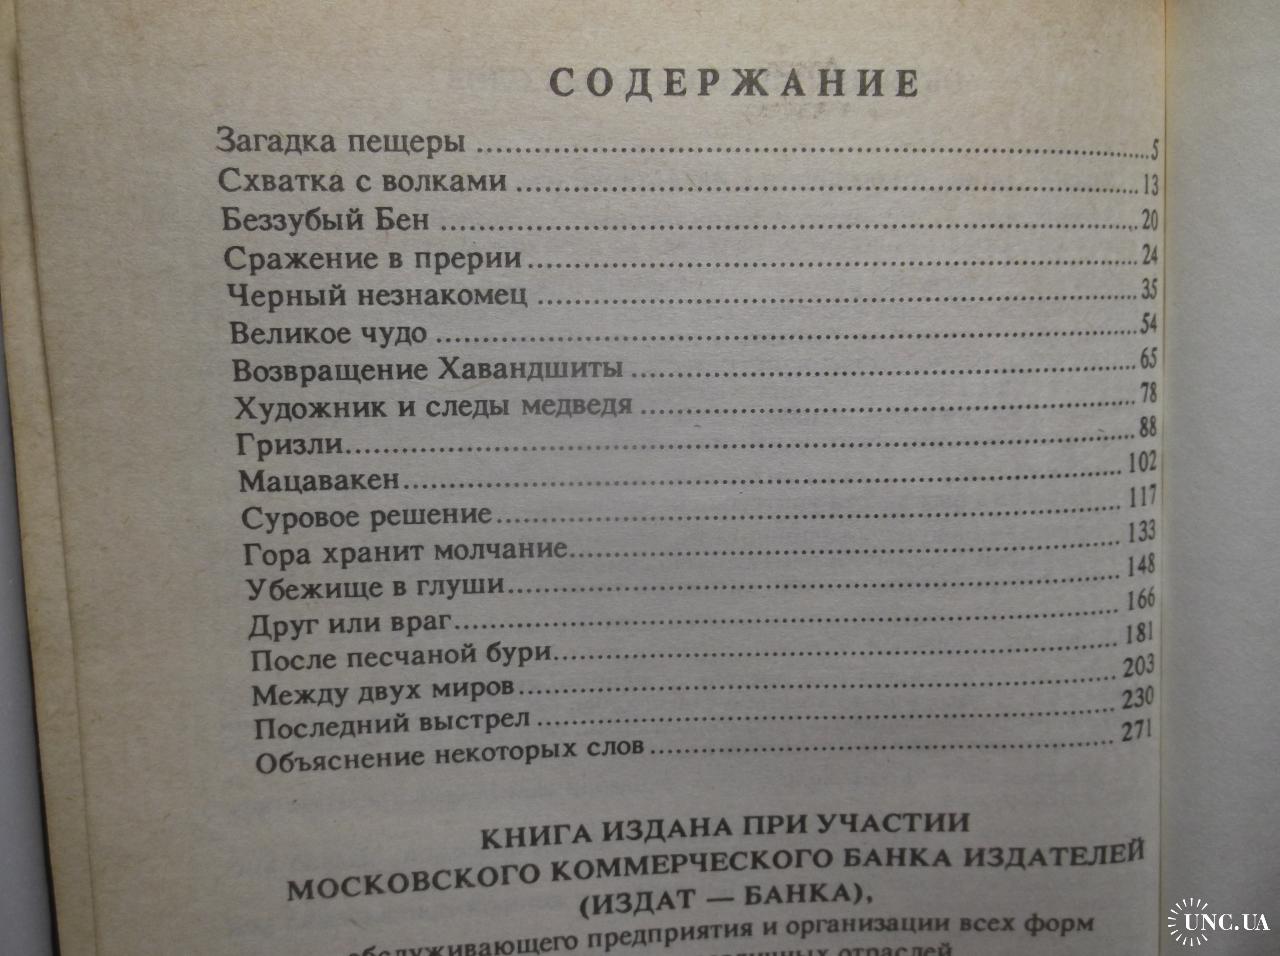 СОДЕРЖАНИЕ
Загадка пещеры ........ 5
Схватка с волками ........ 13
Беззубый Бен ........ 20
Сражение в прерии ........ 24
Черный незнакомец ........ 35
Великое чудо ........ 54
Возвращение Хавандшиты ........ 65
Художник и следы медведя ........ 78
Гризли ........ 88
Мацавакен ........ 102
Суровое решение ........ 117
Гора хранит молчание ........ 133
Убежище в глуши ........ 148
Друг или враг ........ 166
После песчаной бури ........ 181
Между двух миров ........ 203
Последний выстрел ........ 230
Объяснение некоторых слов ........ 271
КНИГА ИЗДАНА ПРИ УЧАСТИИ
МОСКОВСКОГО КОММЕРЧЕСКОГО БАНКА ИЗДАТЕЛЕЙ
(ИЗДАТ — БАНКА),
обслуживающего предприятия и организации всех форм
отраслей
UNC.UA